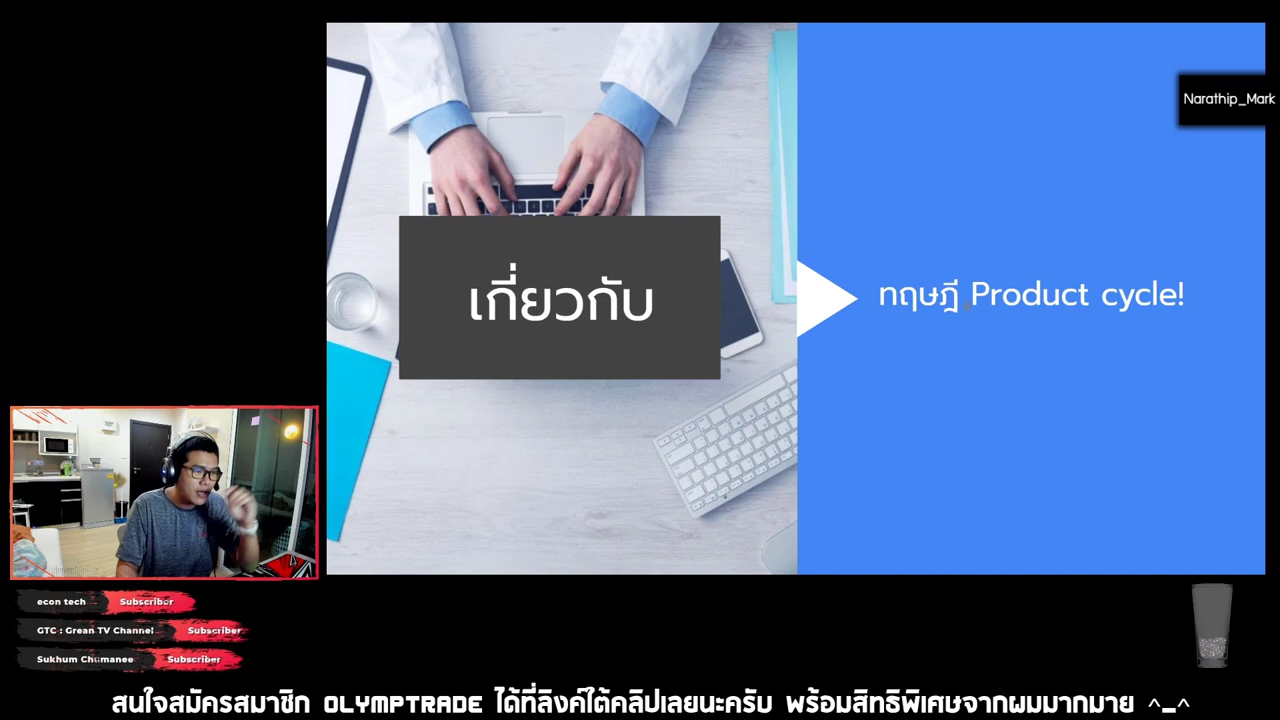 Narathip_Mark
เกี่ยวกับ
ทฤษฎี Product cycle!
econ tech Subscriber
GTC : Grean TV Channel Subscriber
Sukhum Chumanee Subscriber
สนใจสมัครสมาชิก OLYMPTRADE ได้ที่ลิงค์ใต้คลิปเลยนะครับ พร้อมสิทธิพิเศษจากผมมากมาย ^_^